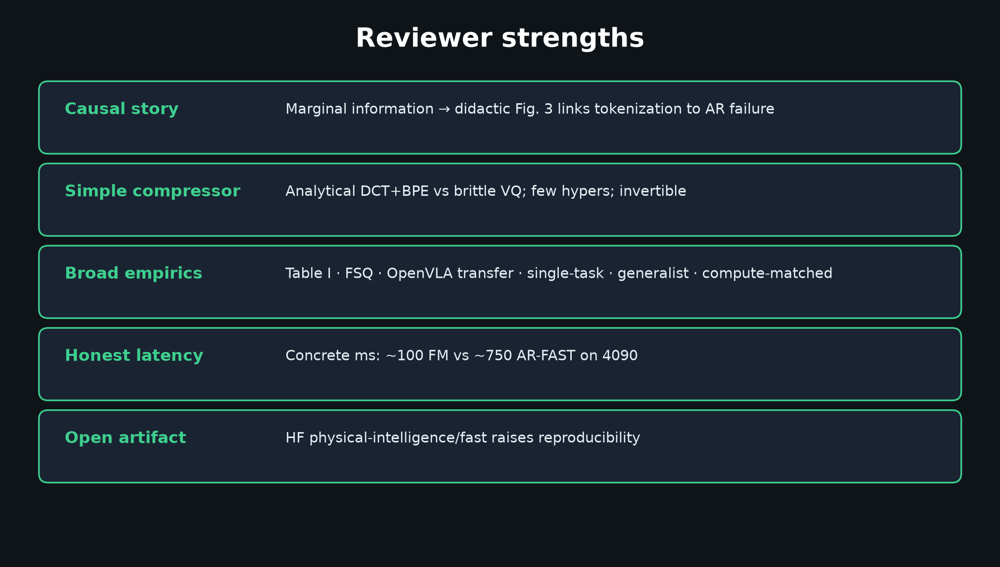 Reviewer strengths
Causal story
Marginal information → didactic Fig. 3 links tokenization to AR failure
Simple compressor
Analytical DCT+BPE vs brittle VQ; few hypers; invertible
Broad empirics
Table I · FSQ · OpenVLA transfer · single-task · generalist · compute-matched
Honest latency
Concrete ms: ~100 FM vs ~750 AR-FAST on 4090
Open artifact
HF physical-intelligence/fast raises reproducibility